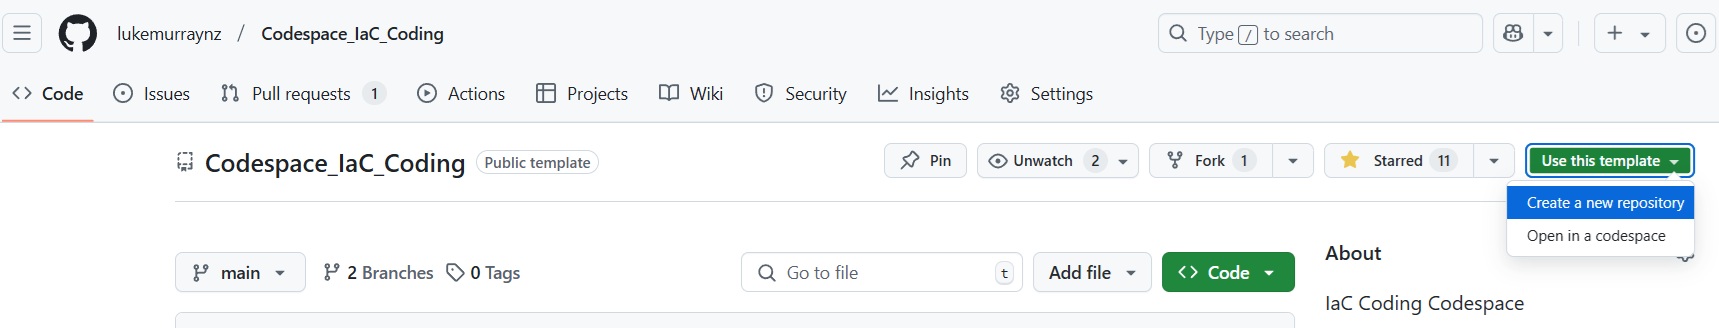 lukemurraynz / Codespace_IaC_Coding
Type / to search
Code Issues Pull requests 1 Actions Projects Wiki Security Insights Settings
Codespace_IaC_Coding Public template
Pin Unwatch 2 Fork 1 Starred 11 Use this template
Create a new repository
Open in a codespace
main 2 Branches 0 Tags Go to file t Add file Code
About
IaC Coding Codespace